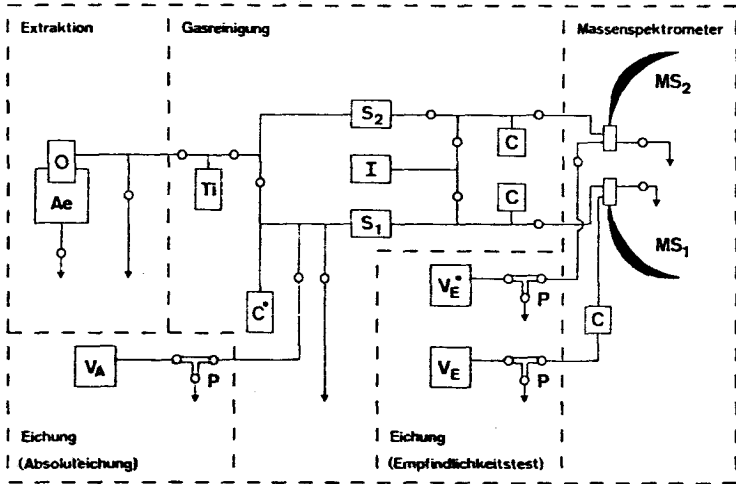 Extraktion
Gasreinigung
Massenspektrometer
MS2
S2
O
C
I
Ti
Ae
C
S1
MS1
VE*
P
C*
C
VA
P
VE
P
Eichung
(Absoluteichung)
Eichung
(Empfindlichkeitstest)